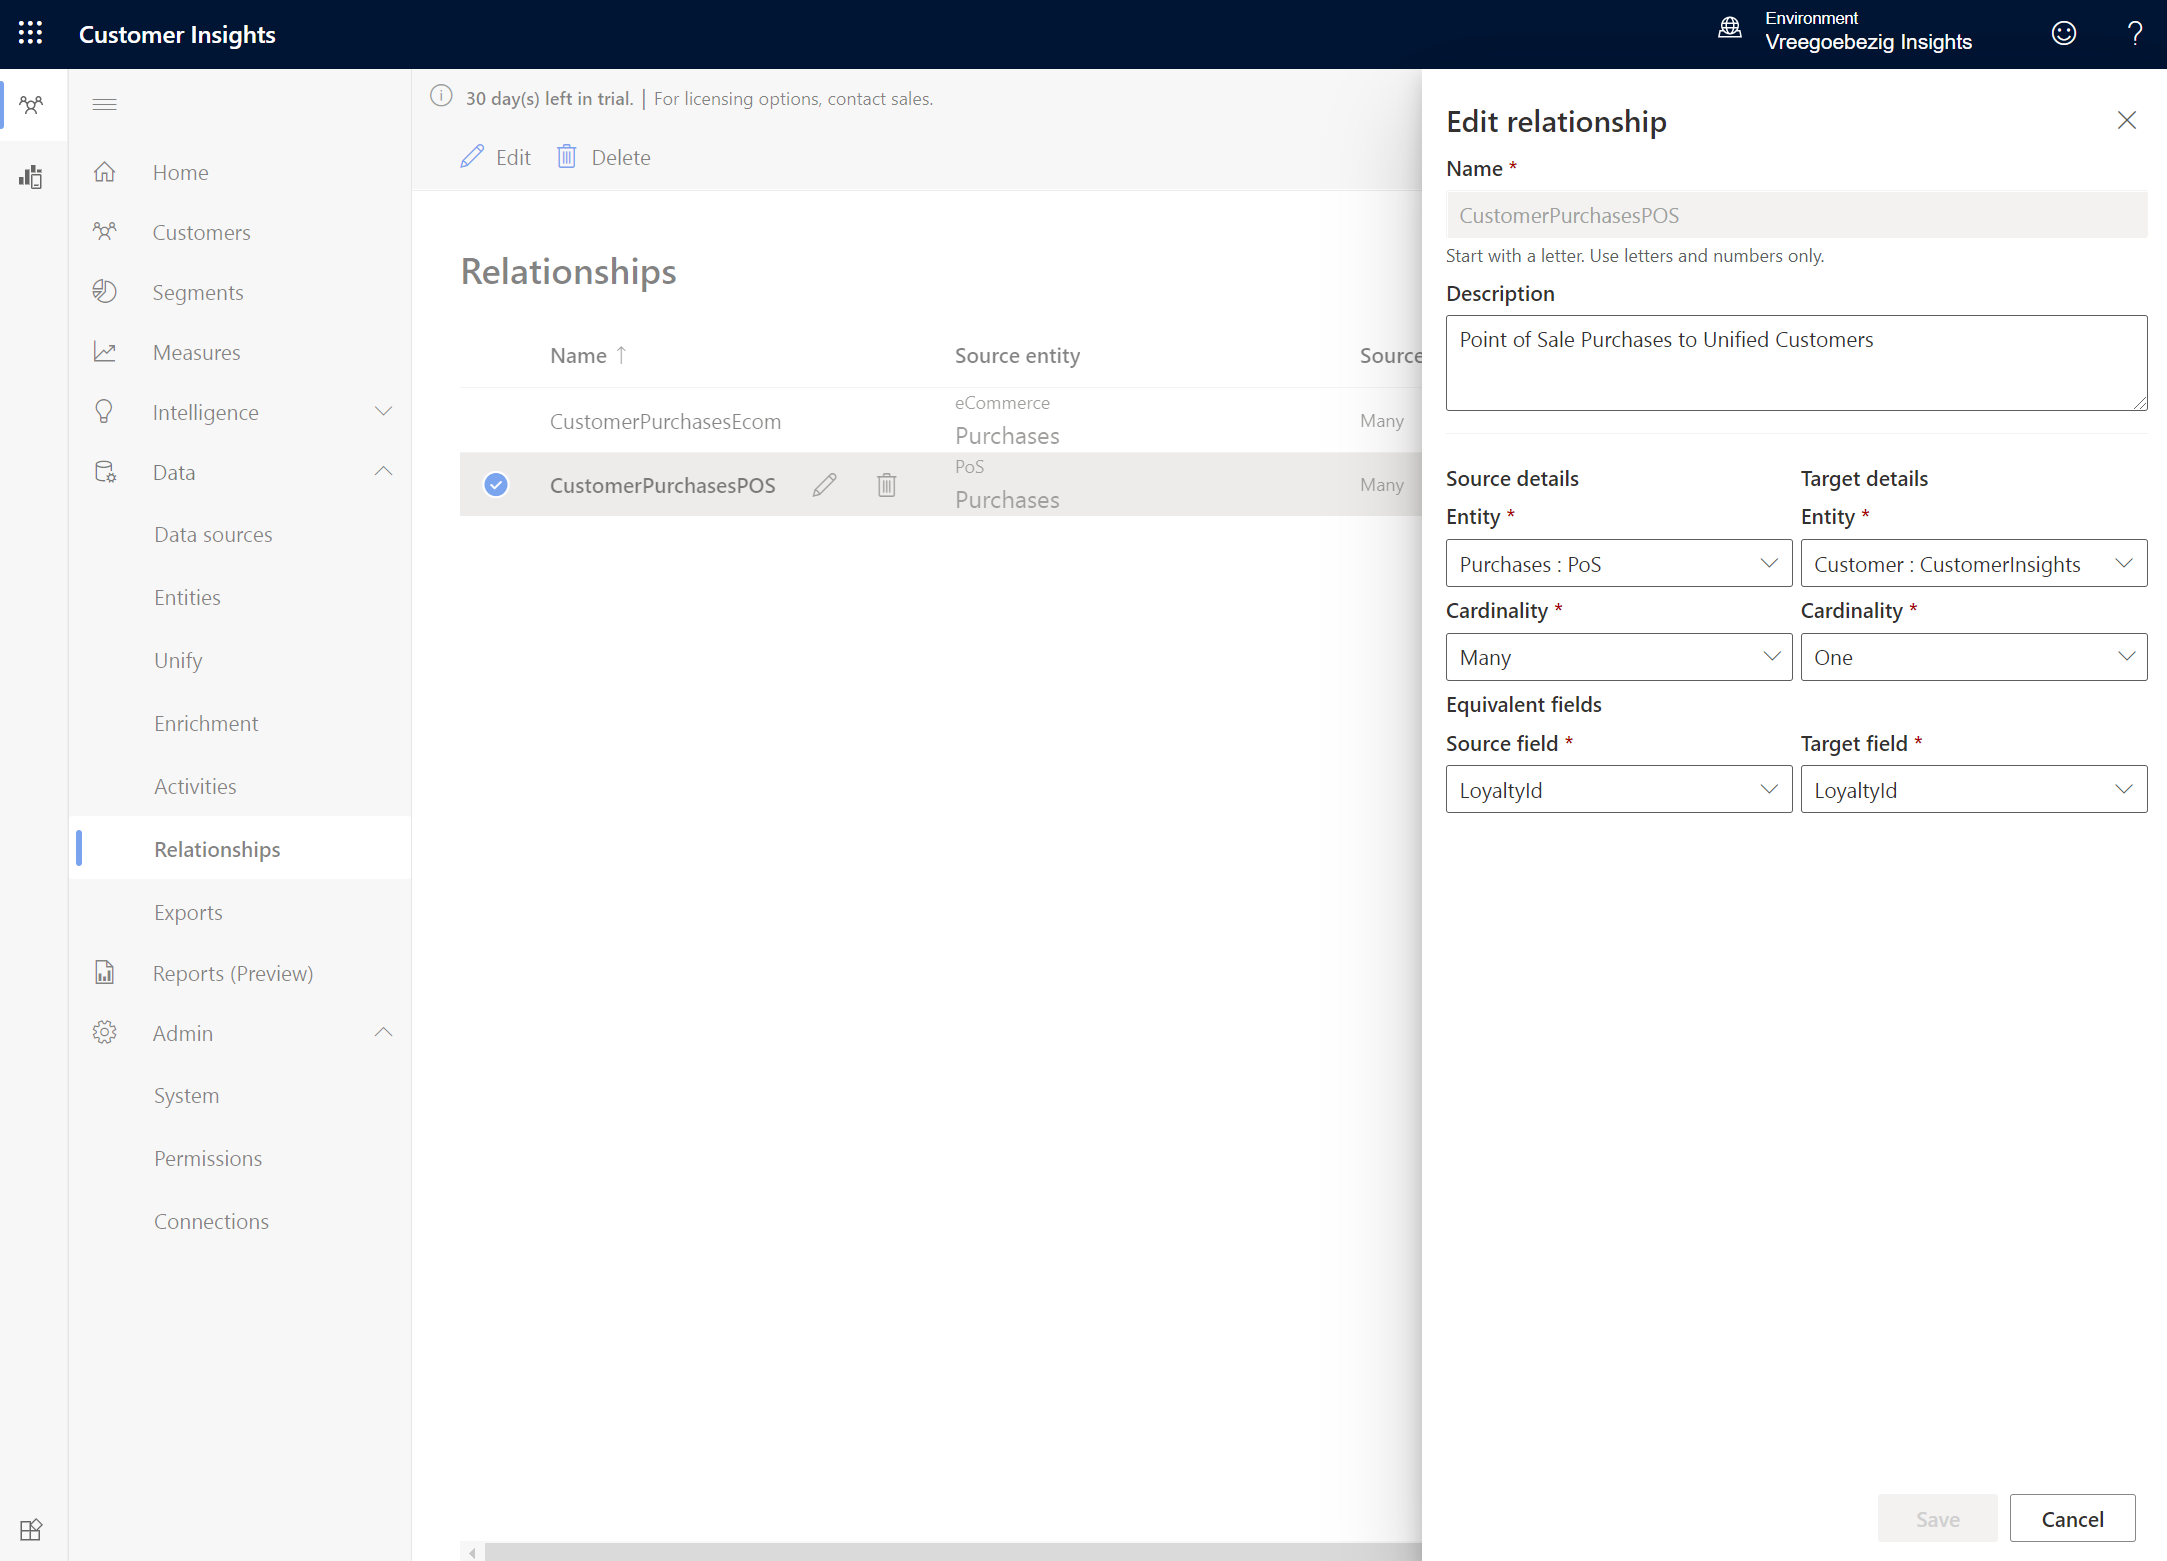 Customer Insights
Environment
Vreegoebezig Insights
?
30 day(s) left in trial. | For licensing options, contact sales.
Edit
Delete
Home
Customers
Segments
Measures
Intelligence
Data
Data sources
Entities
Unify
Enrichment
Activities
Relationships
Exports
Reports (Preview)
Admin
System
Permissions
Connections
Relationships
Name ↑ Source entity Source
CustomerPurchasesEcom eCommerce Purchases Many
CustomerPurchasesPOS PoS Purchases Many
Edit relationship
Name *
CustomerPurchasesPOS
Start with a letter. Use letters and numbers only.
Description
Point of Sale Purchases to Unified Customers
Source details Target details
Entity * Entity *
Purchases : PoS Customer : CustomerInsights
Cardinality * Cardinality *
Many One
Equivalent fields
Source field * Target field *
LoyaltyId LoyaltyId
Save Cancel